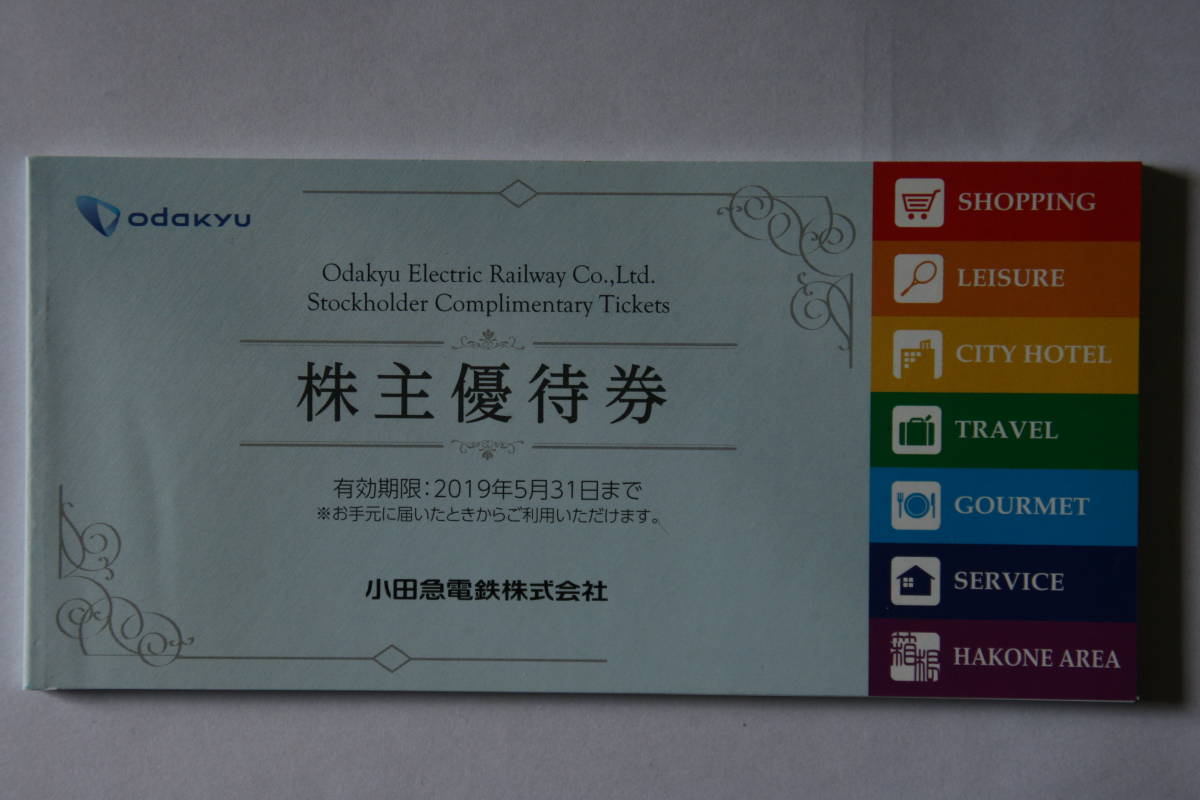 odakyu
Odakyu Electric Railway Co.,Ltd.
Stockholder Complimentary Tickets
株主優待券
有効期限:2019年5月31日まで
※お手元に届いたときからご利用いただけます。
小田急電鉄株式会社
SHOPPING
LEISURE
CITY HOTEL
TRAVEL
GOURMET
SERVICE
箱根 HAKONE AREA